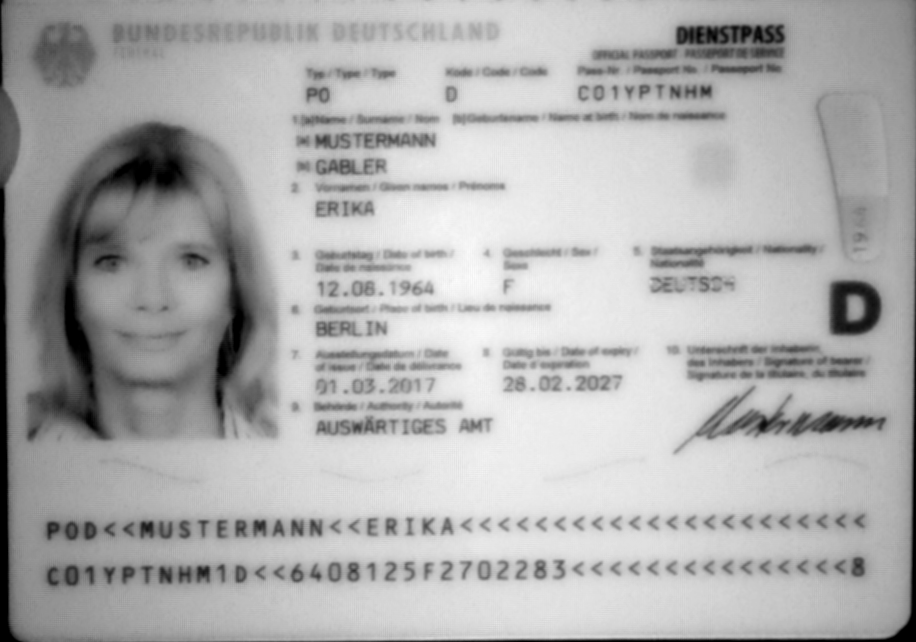 BUNDESREPUBLIK DEUTSCHLAND
FEDERAL
DIENSTPASS
OFFICIAL PASSPORT · PASSEPORT DE SERVICE
Typ / Type / Type
Kode / Code / Code
Pass-Nr. / Passport No. / Passeport No
PO
D
C01YPTNHM
1.[a]Name / Surname / Nom [b]Geburtsname / Name at birth / Nom de naissance
[a] MUSTERMANN
[b] GABLER
2. Vornamen / Given names / Prénoms
ERIKA
3. Geburtstag / Date of birth / Date de naissance
4. Geschlecht / Sex / Sexe
5. Staatsangehörigkeit / Nationality / Nationalité
12.08.1964
F
DEUTSCH
6. Geburtsort / Place of birth / Lieu de naissance
BERLIN
D
7. Ausstellungsdatum / Date of issue / Date de délivrance
8. Gültig bis / Date of expiry / Date d'expiration
10. Unterschrift der Inhaberin, des Inhabers / Signature of bearer / Signature de la titulaire, du titulaire
01.03.2017
28.02.2027
9. Behörde / Authority / Autorité
AUSWÄRTIGES AMT
Mustermann
POD<<MUSTERMANN<<ERIKA<<<<<<<<<<<<<<<<<<<<<<
C01YPTNHM1D<<6408125F2702283<<<<<<<<<<<<<<<8